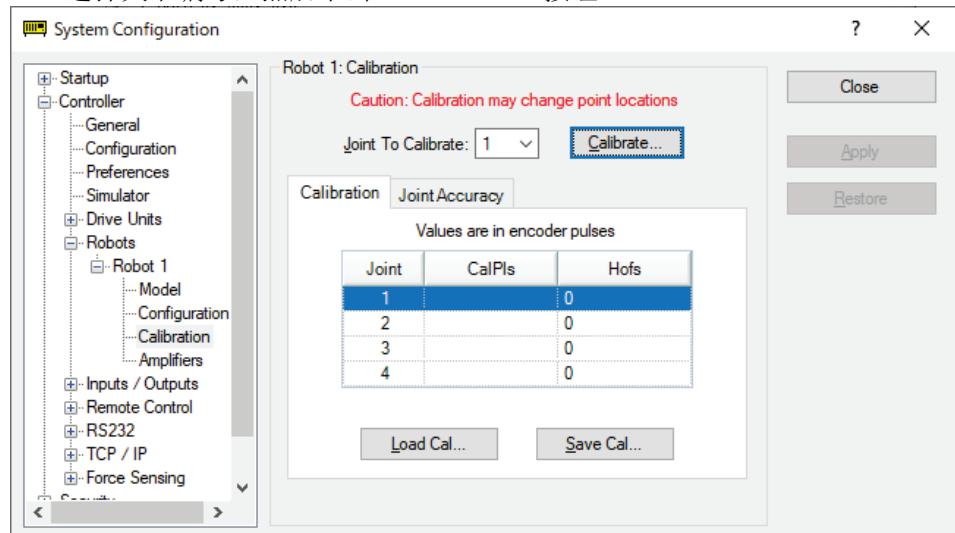 System Configuration
? ×
Startup
Controller
General
Configuration
Preferences
Simulator
Drive Units
Robots
Robot 1
Model
Configuration
Calibration
Amplifiers
Inputs / Outputs
Remote Control
RS232
TCP / IP
Force Sensing
Robot 1: Calibration
Caution: Calibration may change point locations
Joint To Calibrate: 1
Calibrate...
Calibration Joint Accuracy
Values are in encoder pulses
Joint CalPls Hofs
1 0
2 0
3 0
4 0
Load Cal... Save Cal...
Close
Apply
Restore